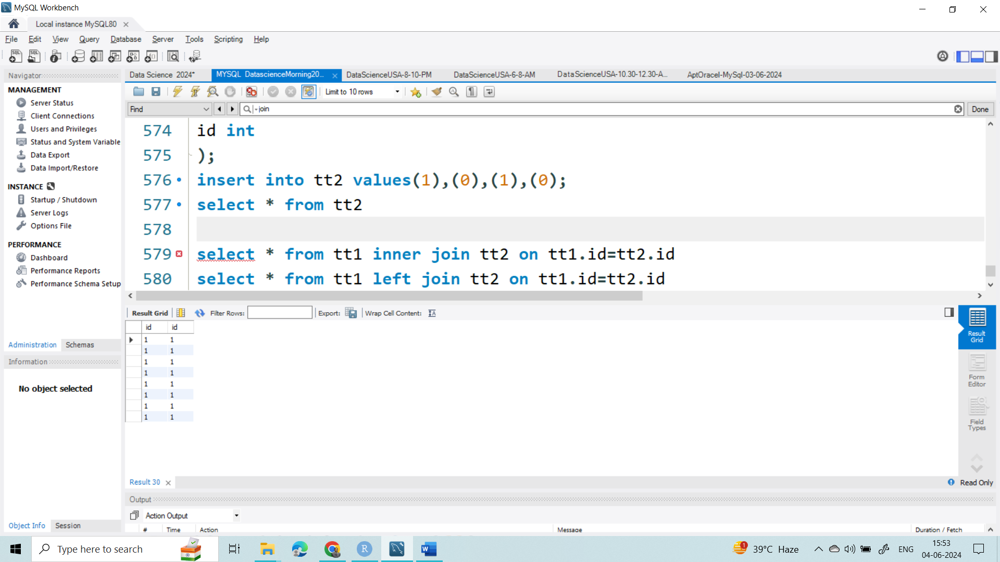 MySQL Workbench
Local instance MySQL80
File Edit View Query Database Server Tools Scripting Help
Navigator
MANAGEMENT
Server Status
Client Connections
Users and Privileges
Status and System Variable
Data Export
Data Import/Restore
INSTANCE
Startup / Shutdown
Server Logs
Options File
PERFORMANCE
Dashboard
Performance Reports
Performance Schema Setup
Administration Schemas
Information
No object selected
Object Info Session
Data Science 2024* MYSQL DatascienceMorning20... DataScienceUSA-8-10-PM DataScienceUSA-6-8-AM DataScienceUSA-10.30-12.30-A... AptOracel-MySql-03-06-2024
Limit to 10 rows
Find join Done
574 id int
575 );
576 insert into tt2 values(1),(0),(1),(0);
577 select * from tt2
578
579 select * from tt1 inner join tt2 on tt1.id=tt2.id
580 select * from tt1 left join tt2 on tt1.id=tt2.id
Result Grid Filter Rows: Export: Wrap Cell Content:
id id
1 1
1 1
1 1
1 1
1 1
1 1
1 1
1 1
Result Grid
Form Editor
Field Types
Result 30 Read Only
Output
Action Output
# Time Action Message Duration / Fetch
Type here to search
39°C Haze ENG
15:53
04-06-2024